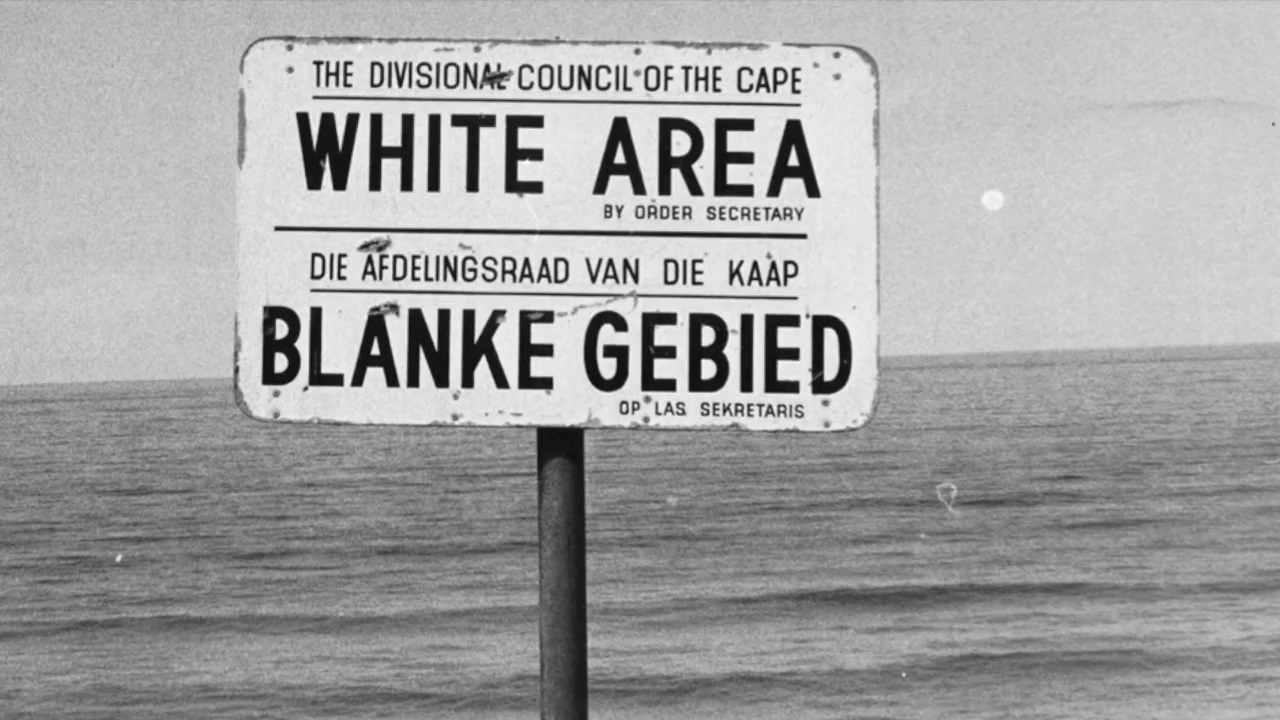 THE DIVISIONAL COUNCIL OF THE CAPE
WHITE AREA
BY ORDER SECRETARY
DIE AFDELINGSRAAD VAN DIE KAAP
BLANKE GEBIED
OP LAS SEKRETARIS